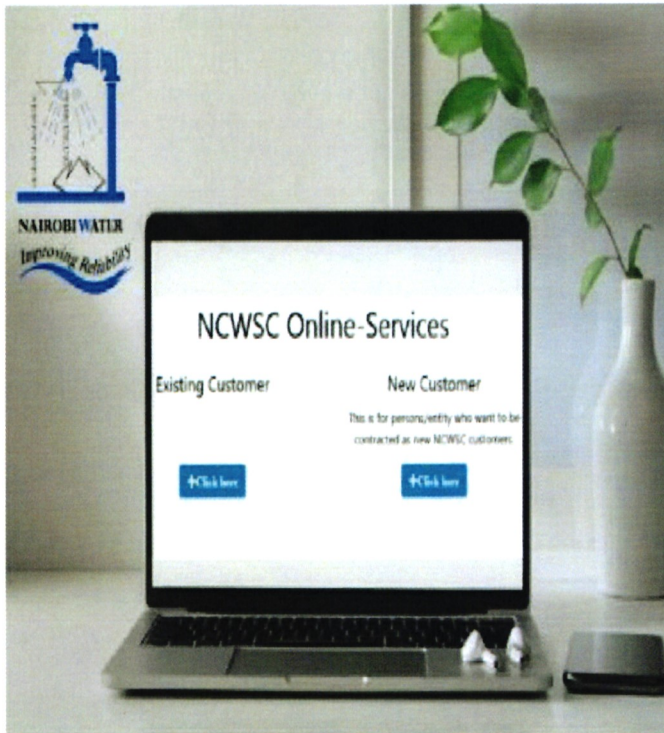 NAIROBI WATER
Improving Reliability
NCWSC Online-Services
Existing Customer
New Customer
This is for persons/entity who want to be
contracted as new NCWSC customers
+Click here
+Click here